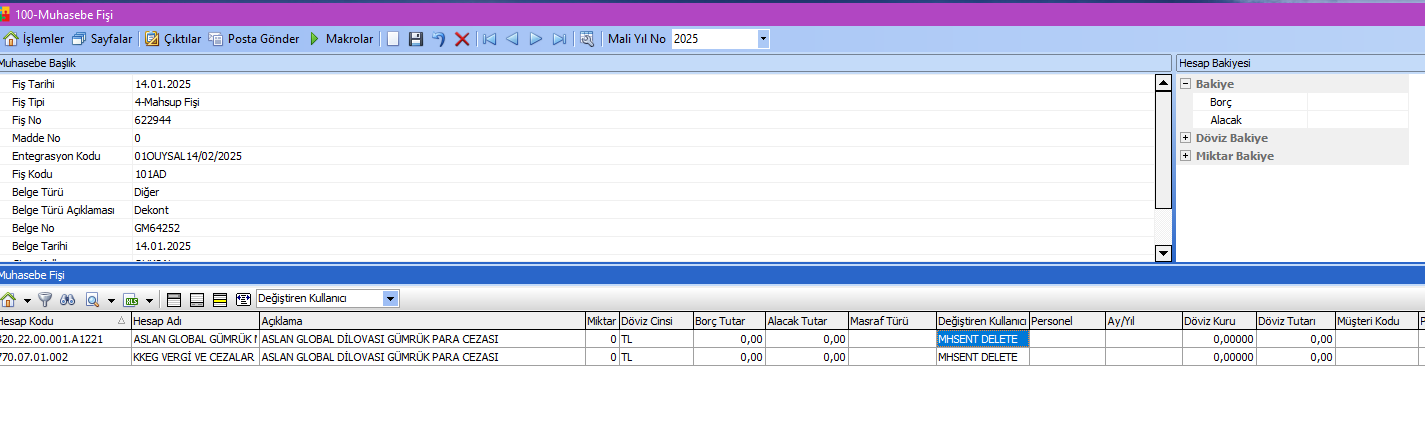 100-Muhasebe Fişi
İşlemler Sayfalar Çıktılar Posta Gönder Makrolar Mali Yıl No 2025
Muhasebe Başlık
Fiş Tarihi 14.01.2025
Fiş Tipi 4-Mahsup Fişi
Fiş No 622944
Madde No 0
Entegrasyon Kodu 01OUYSAL14/02/2025
Fiş Kodu 101AD
Belge Türü Diğer
Belge Türü Açıklaması Dekont
Belge No GM64252
Belge Tarihi 14.01.2025
Hesap Bakiyesi
Bakiye
Borç
Alacak
Döviz Bakiye
Miktar Bakiye
Muhasebe Fişi
XLS Değiştiren Kullanıcı
Hesap Kodu Hesap Adı Açıklama Miktar Döviz Cinsi Borç Tutar Alacak Tutar Masraf Türü Değiştiren Kullanıcı Personel Ay/Yıl Döviz Kuru Döviz Tutarı Müşteri Kodu P
320.22.00.001.A1221 ASLAN GLOBAL GÜMRÜK ASLAN GLOBAL DİLOVASI GÜMRÜK PARA CEZASI 0 TL 0,00 0,00 MHSENT DELETE 0,00000 0,00
770.07.01.002 KKEG VERGİ VE CEZALAR ASLAN GLOBAL DİLOVASI GÜMRÜK PARA CEZASI 0 TL 0,00 0,00 MHSENT DELETE 0,00000 0,00